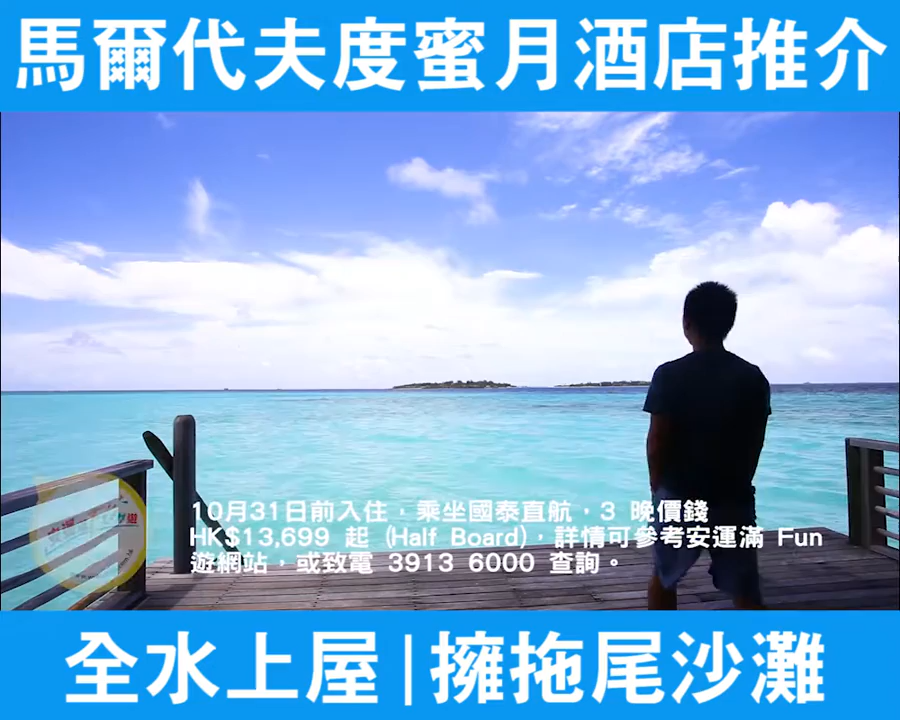 馬爾代夫度蜜月酒店推介
10月31日前入住，乘坐國泰直航，3 晚價錢
HK$13,699 起 (Half Board)，詳情可參考安運滿 Fun
遊網站，或致電 3913 6000 查詢。
全水上屋|擁拖尾沙灘